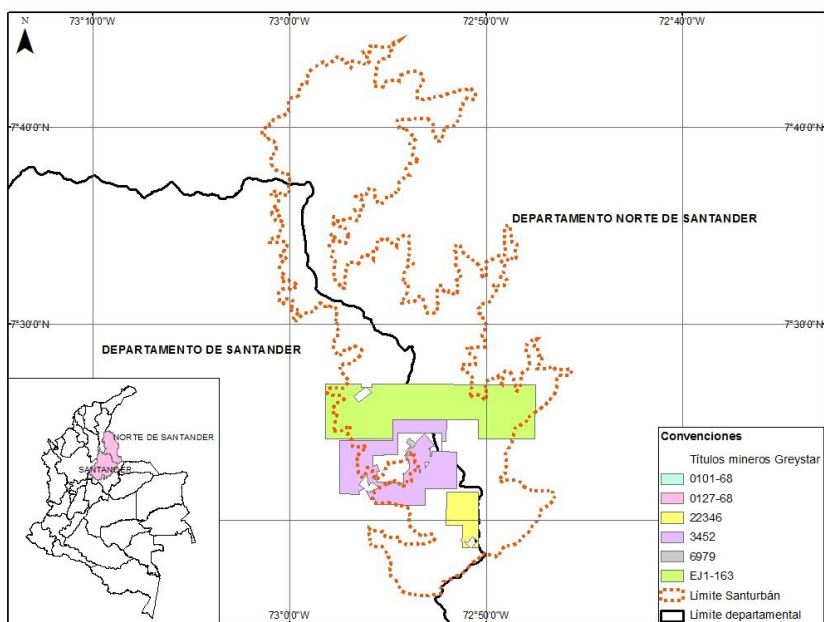 73°10'0"W
73°0'0"W
72°50'0"W
72°40'0"W
N
7°40'0"N
7°40'0"N
DEPARTAMENTO NORTE DE SANTANDER
7°30'0"N
7°30'0"N
DEPARTAMENTO DE SANTANDER
NORTE DE SANTANDER
SANTANDER
Convenciones
Títulos mineros Greystar
0101-68
0127-68
22346
3452
6979
EJ1-163
Límite Santurbán
Límite departamental
73°0'0"W
72°50'0"W